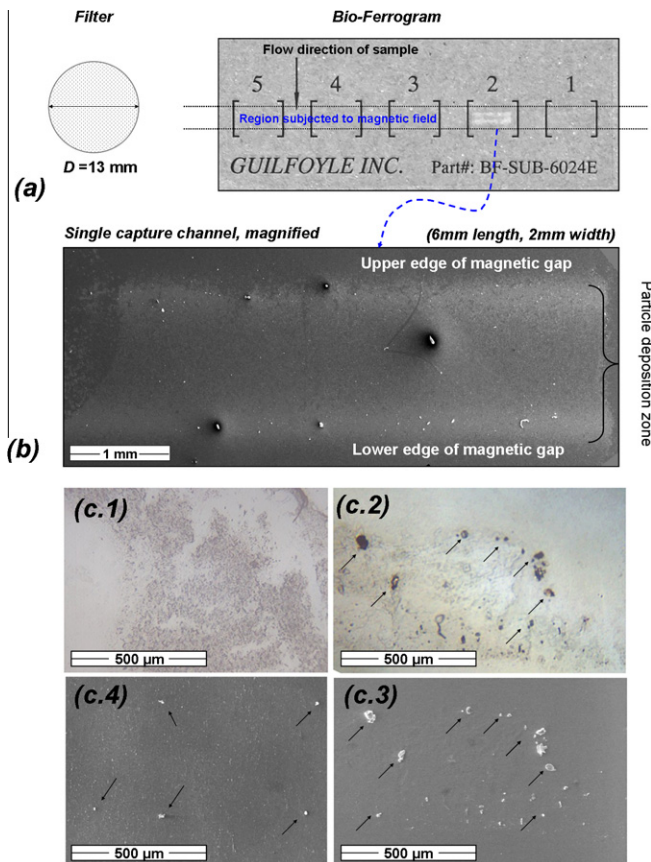 Filter
Bio-Ferrogram
Flow direction of sample
5 4 3 2 1
Region subjected to magnetic field
D =13 mm
GUILFOYLE INC. Part#: BF-SUB-6024E
(a)
Single capture channel, magnified (6mm length, 2mm width)
Upper edge of magnetic gap
Particle deposition zone
Lower edge of magnetic gap
1 mm
(b)
(c.1) (c.2)
500 µm 500 µm
(c.4) (c.3)
500 µm 500 µm